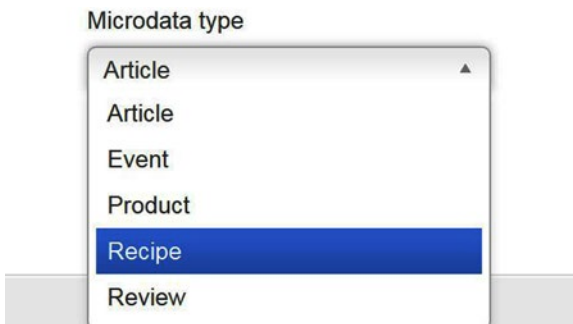 Microdata type
Article
Article
Event
Product
Recipe
Review